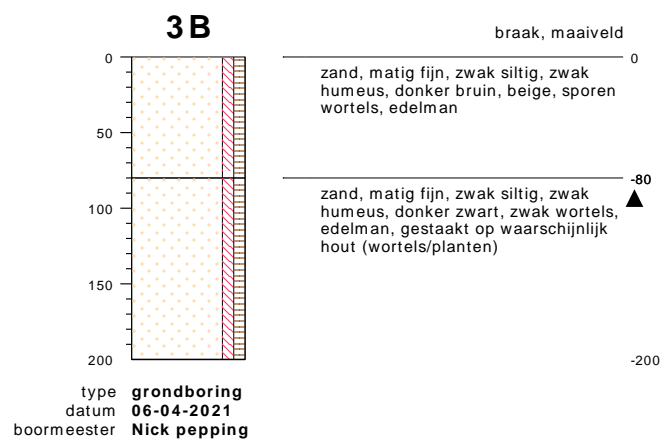 3B
braak, maaiveld
0
0
zand, matig fijn, zwak siltig, zwak
humeus, donker bruin, beige, sporen
wortels, edelman
50
-80
zand, matig fijn, zwak siltig, zwak
humeus, donker zwart, zwak wortels,
edelman, gestaakt op waarschijnlijk
hout (wortels/planten)
100
150
200
-200
type grondboring
datum 06-04-2021
boormeester Nick pepping